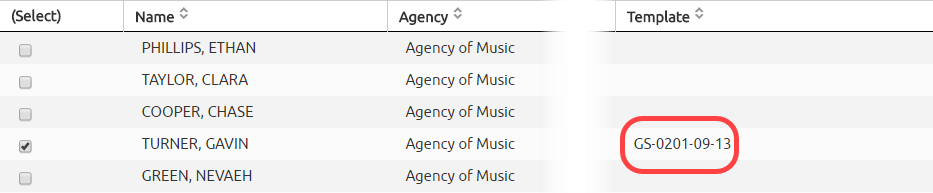 (Select) Name Agency Template
PHILLIPS, ETHAN Agency of Music
TAYLOR, CLARA Agency of Music
COOPER, CHASE Agency of Music
TURNER, GAVIN Agency of Music GS-0201-09-13
GREEN, NEVAEH Agency of Music